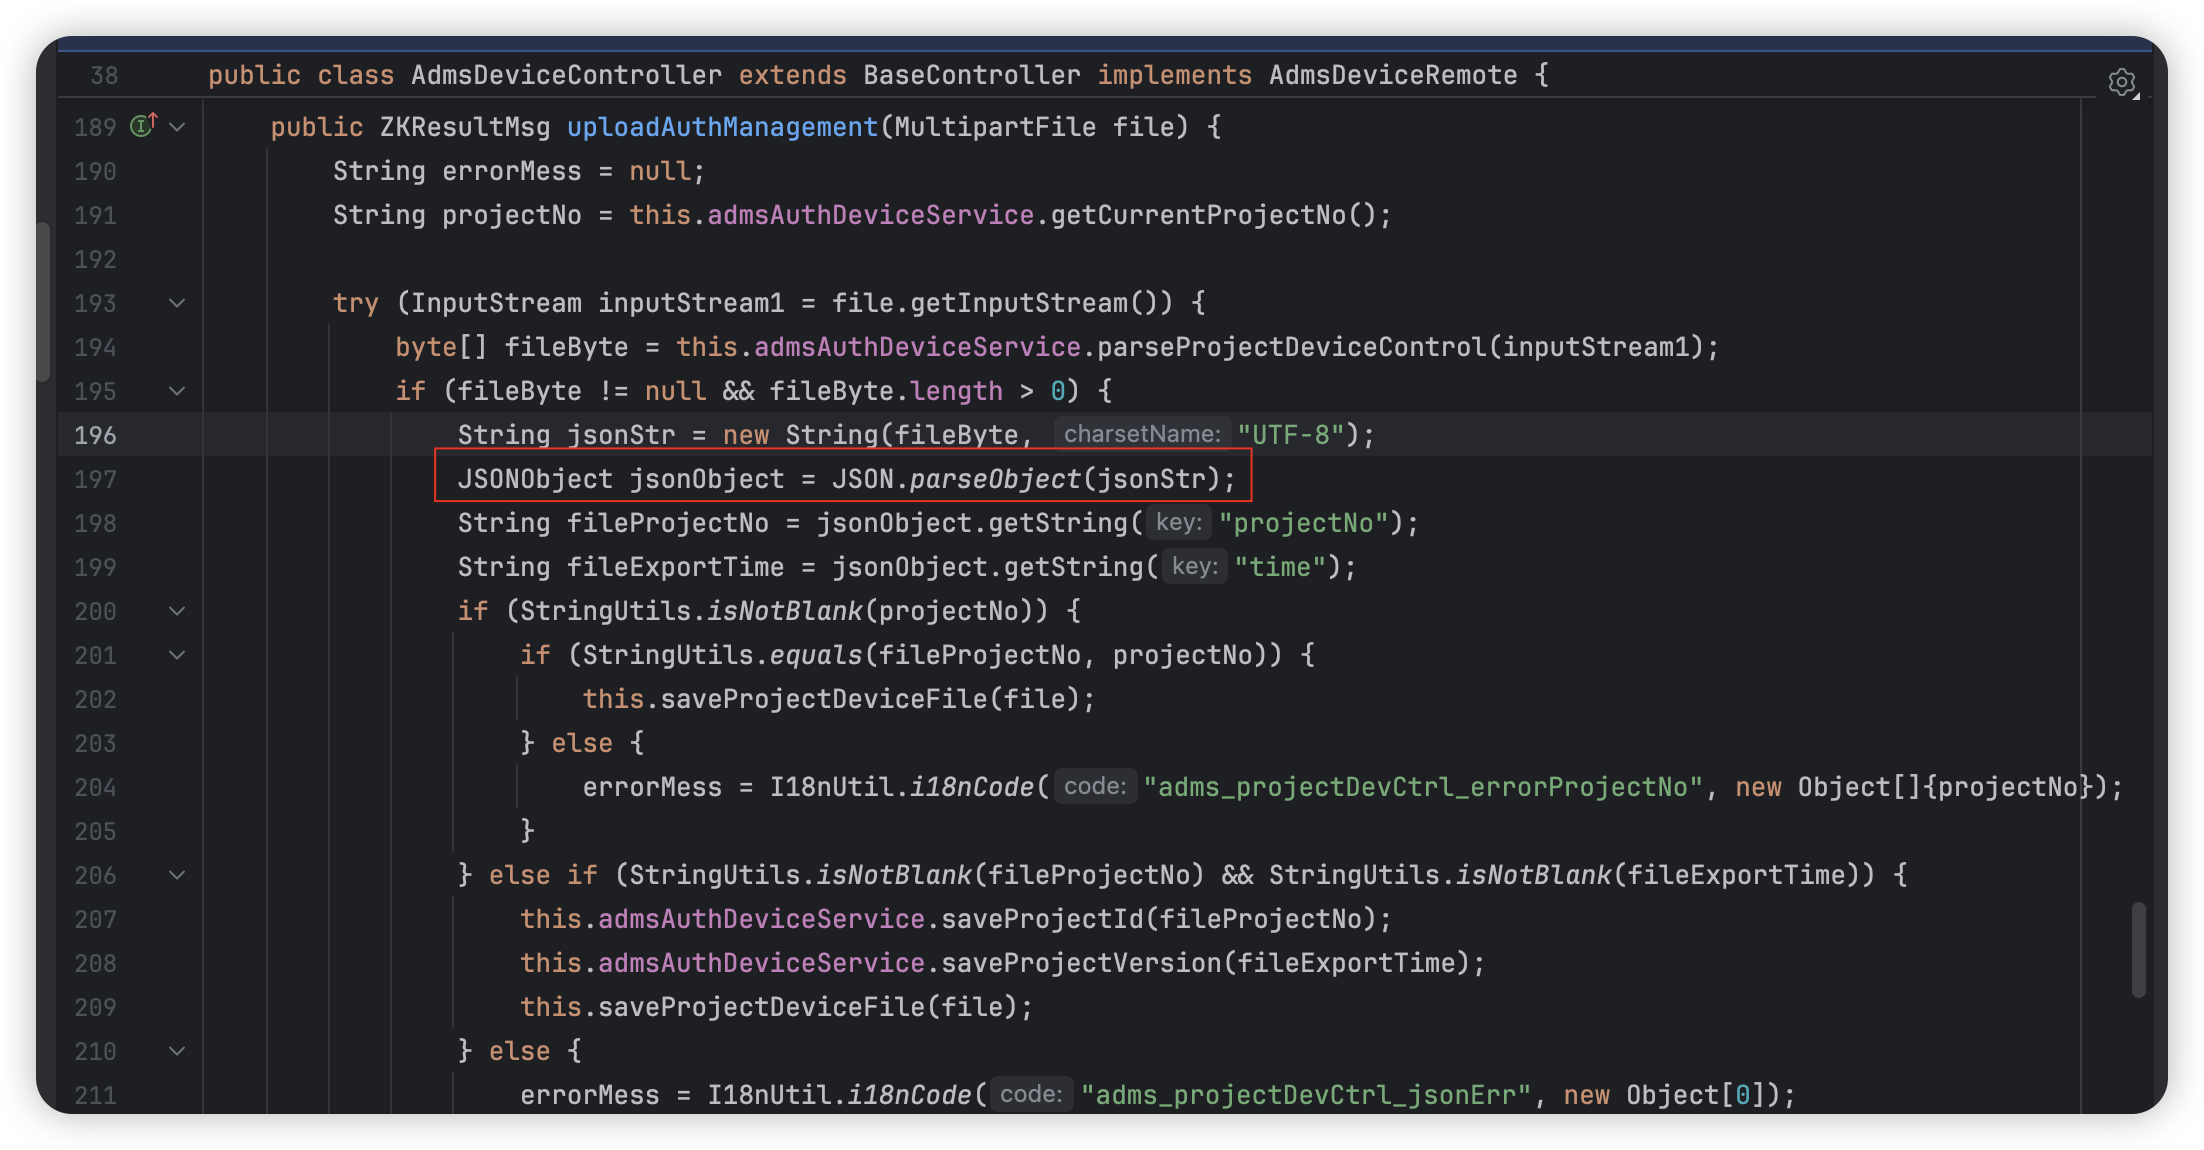 38 public class AdmsDeviceController extends BaseController implements AdmsDeviceRemote {
189 public ZKResultMsg uploadAuthManagement(MultipartFile file) {
190 String errorMess = null;
191 String projectNo = this.admsAuthDeviceService.getCurrentProjectNo();
192
193 try (InputStream inputStream1 = file.getInputStream()) {
194 byte[] fileByte = this.admsAuthDeviceService.parseProjectDeviceControl(inputStream1);
195 if (fileByte != null && fileByte.length > 0) {
196 String jsonStr = new String(fileByte, charsetName: "UTF-8");
197 JSONObject jsonObject = JSON.parseObject(jsonStr);
198 String fileProjectNo = jsonObject.getString( key: "projectNo");
199 String fileExportTime = jsonObject.getString( key: "time");
200 if (StringUtils.isNotBlank(projectNo)) {
201 if (StringUtils.equals(fileProjectNo, projectNo)) {
202 this.saveProjectDeviceFile(file);
203 } else {
204 errorMess = I18nUtil.i18nCode( code: "adms_projectDevCtrl_errorProjectNo", new Object[]{projectNo});
205 }
206 } else if (StringUtils.isNotBlank(fileProjectNo) && StringUtils.isNotBlank(fileExportTime)) {
207 this.admsAuthDeviceService.saveProjectId(fileProjectNo);
208 this.admsAuthDeviceService.saveProjectVersion(fileExportTime);
209 this.saveProjectDeviceFile(file);
210 } else {
211 errorMess = I18nUtil.i18nCode( code: "adms_projectDevCtrl_jsonErr", new Object[0]);